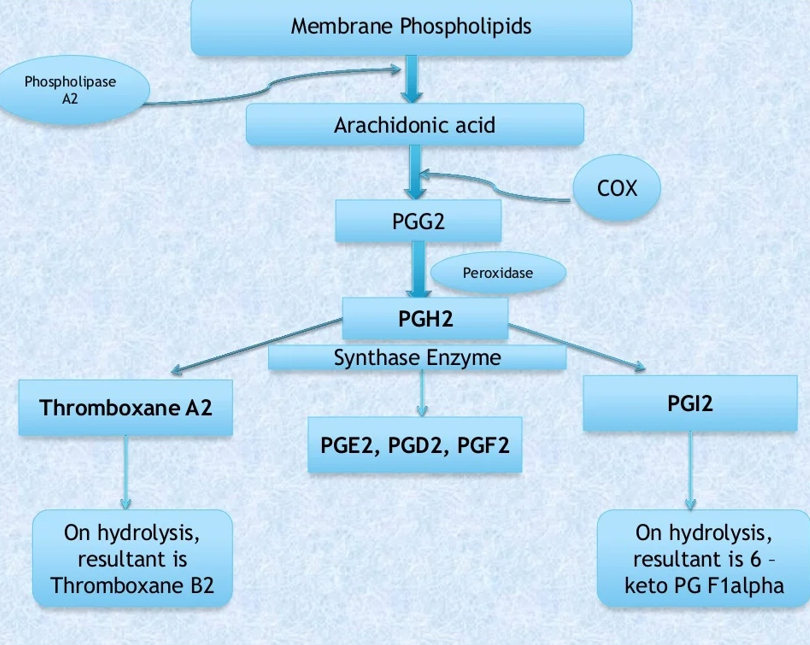 Membrane Phospholipids
Phospholipase
A2
Arachidonic acid
COX
PGG2
Peroxidase
PGH2
Synthase Enzyme
Thromboxane A2
PGE2, PGD2, PGF2
PGI2
On hydrolysis,
resultant is
Thromboxane B2
On hydrolysis,
resultant is 6 –
keto PG F1alpha